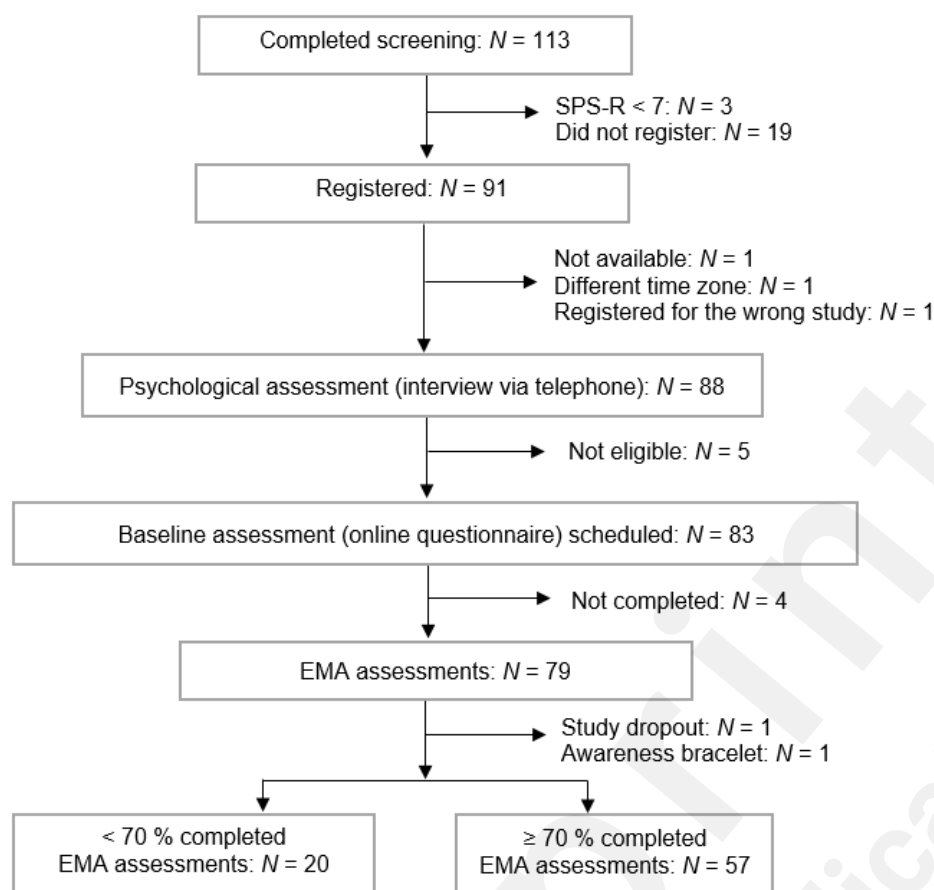 Completed screening: N = 113
SPS-R < 7: N = 3
Did not register: N = 19
Registered: N = 91
Not available: N = 1
Different time zone: N = 1
Registered for the wrong study: N = 1
Psychological assessment (interview via telephone): N = 88
Not eligible: N = 5
Baseline assessment (online questionnaire) scheduled: N = 83
Not completed: N = 4
EMA assessments: N = 79
Study dropout: N = 1
Awareness bracelet: N = 1
< 70 % completed
EMA assessments: N = 20
≥ 70 % completed
EMA assessments: N = 57